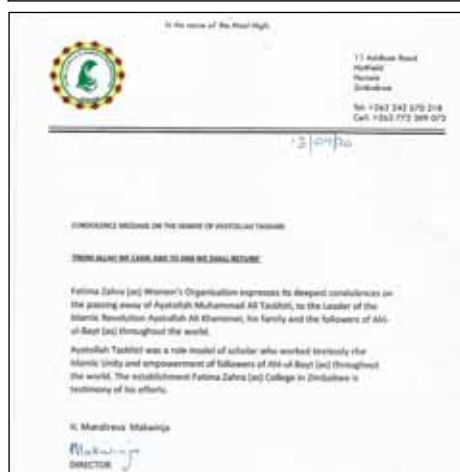 In the name of the Most High
11 Addbow Road
Hatfield
Harare
Zimbabwe
Tel: +263 242 570 218
Cell: +263 772 309 073
CONDOLENCE MESSAGE ON THE DEMISE OF AYATOLLAH TASKHIRI
"FROM ALLAH WE CAME AND TO HIM WE SHALL RETURN"
Fatima Zahra (as) Women's Organisation expresses its deepest condolences on
the passing away of Ayatollah Muhammad Ali Taskhiri, to the Leader of the
Islamic Revolution Ayatollah Ali Khamenei, his family and the followers of Ahl-
ul-Bayt (as) throughout the world.
Ayatollah Taskhiri was a role model of scholar who worked tirelessly for
Islamic Unity and empowerment of followers of Ahl-ul-Bayt (as) throughout
the world. The establishment Fatima Zahra (as) College in Zimbabwe is
testimony of his efforts.
H. Mandireva Makwinja
Makwinja
DIRECTOR